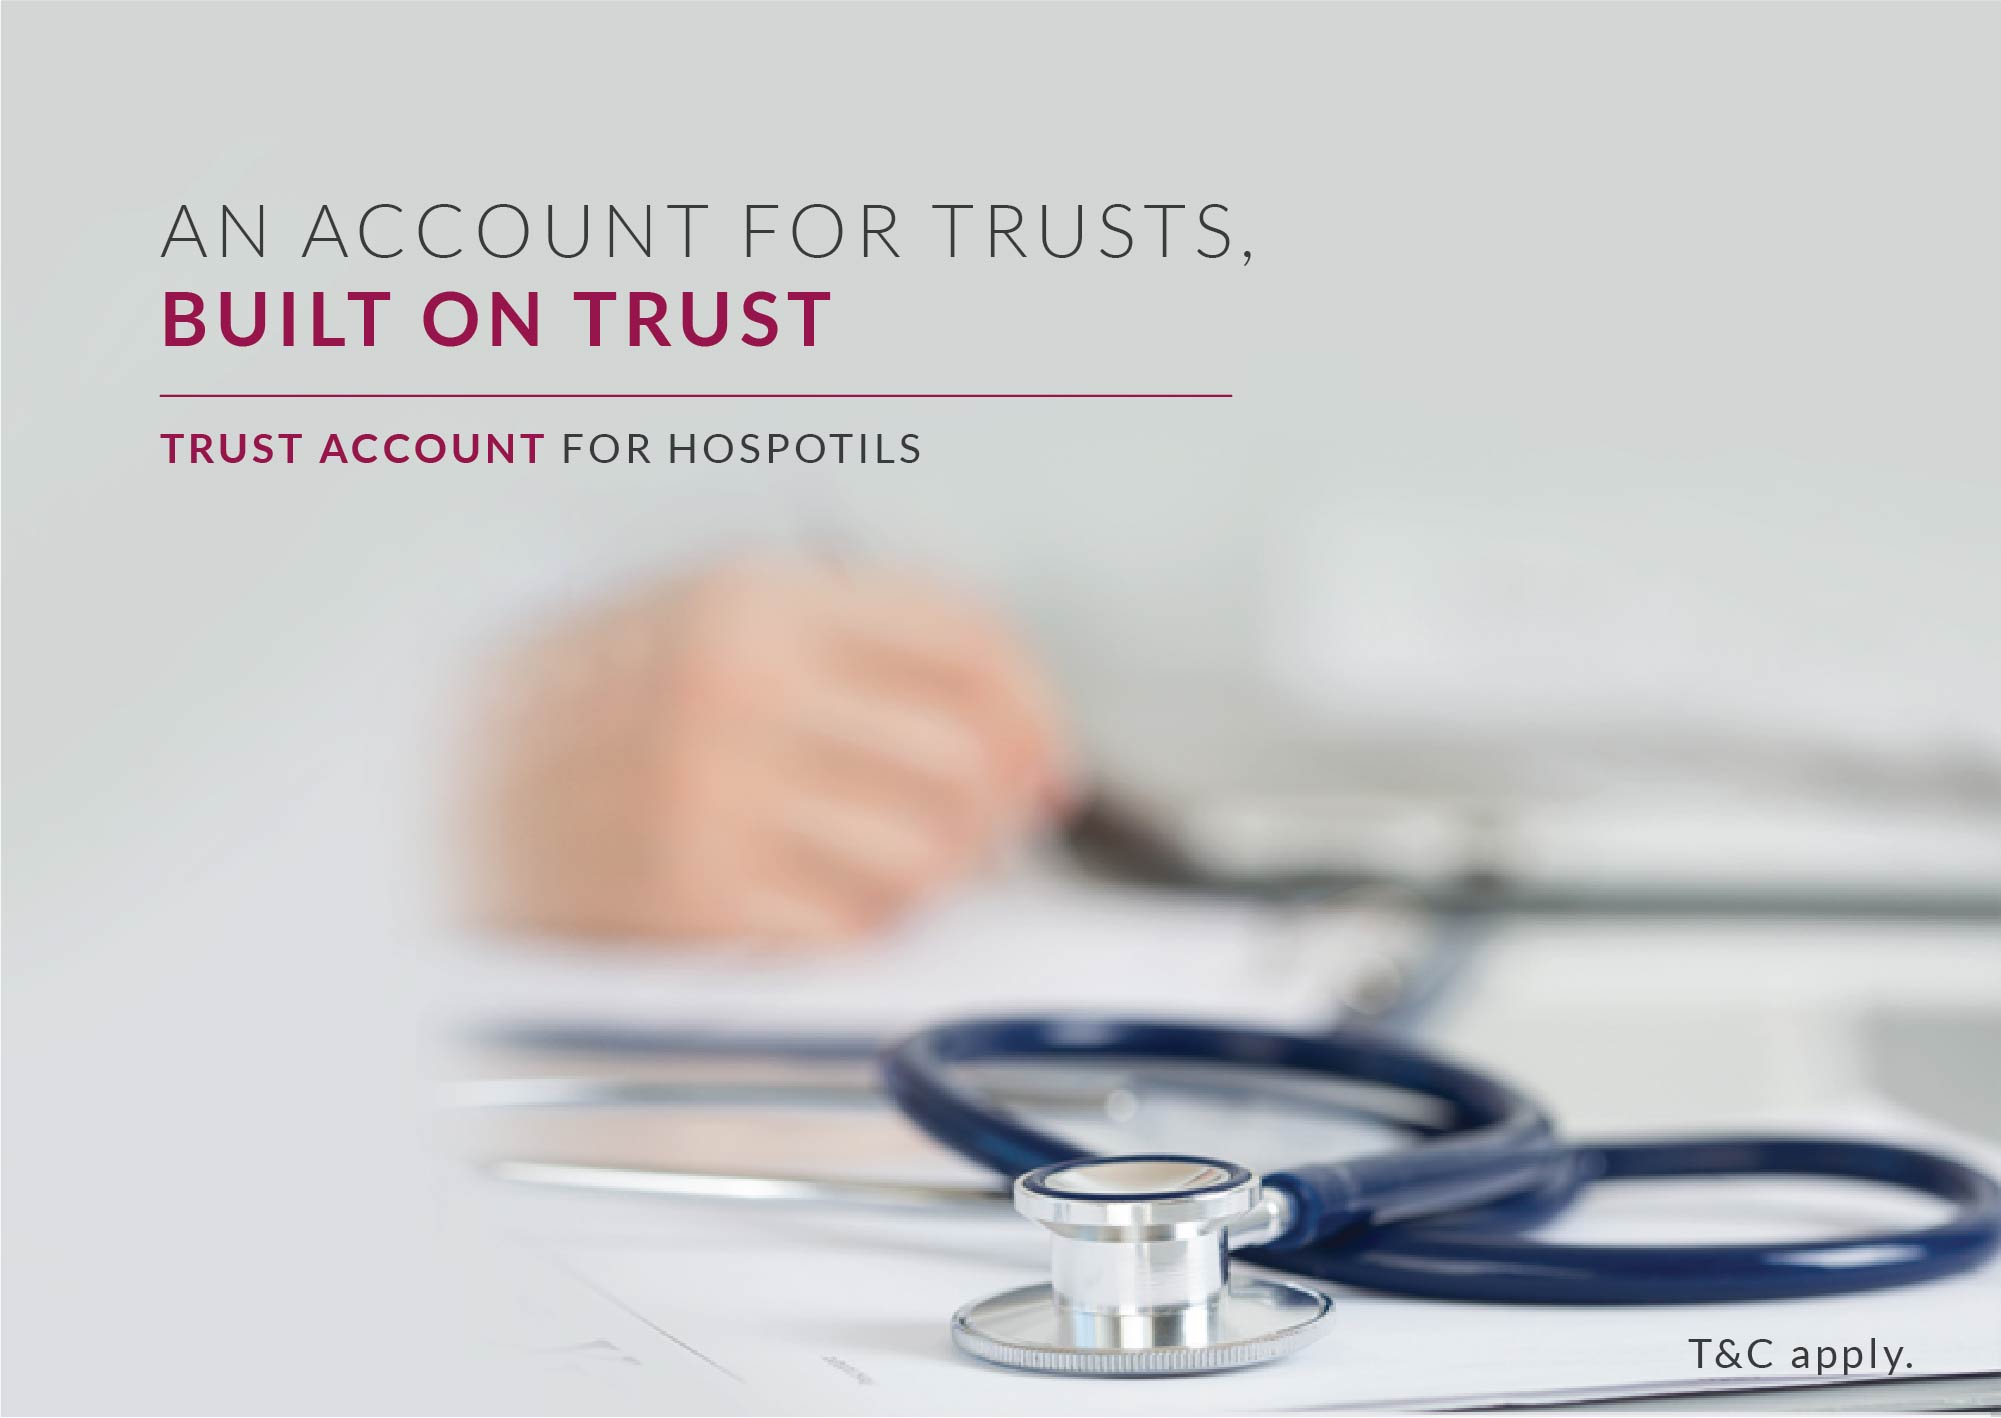 AN ACCOUNT FOR TRUSTS,
BUILT ON TRUST
TRUST ACCOUNT FOR HOSPOTILS
T&C apply.